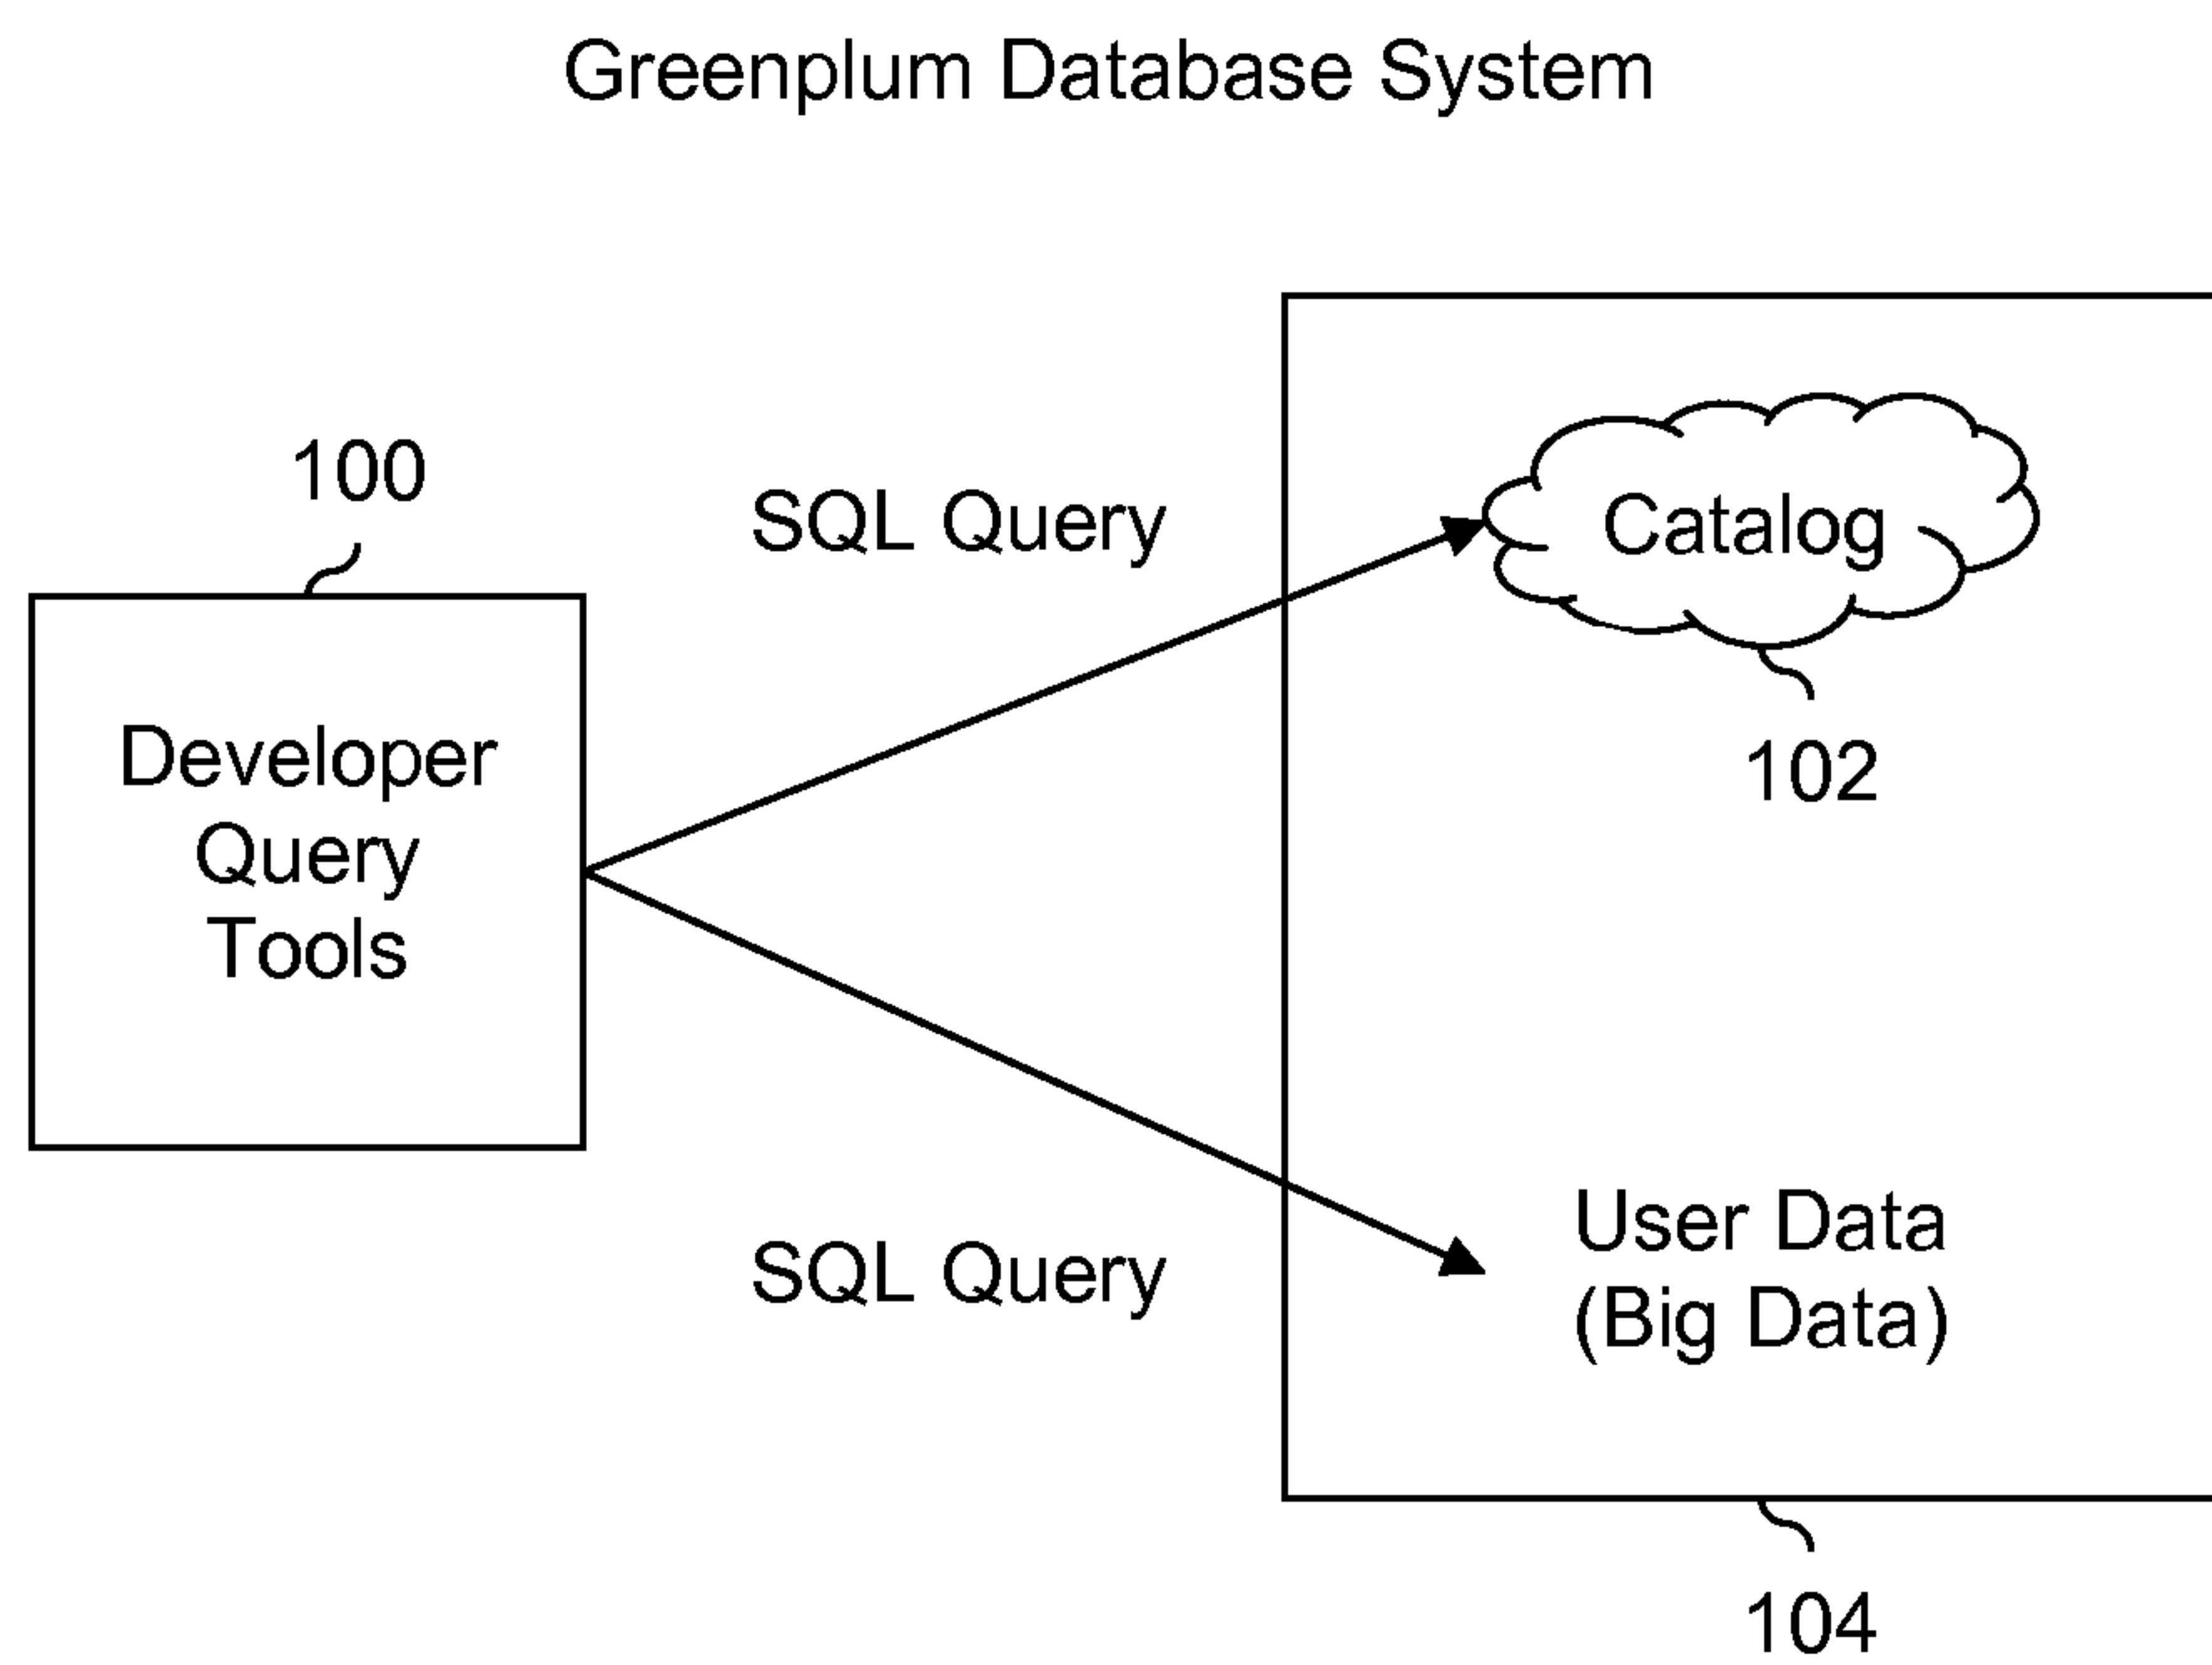 Greenplum Database System
100
SQL Query
Catalog
102
Developer
Query
Tools
SQL Query
User Data
(Big Data)
104